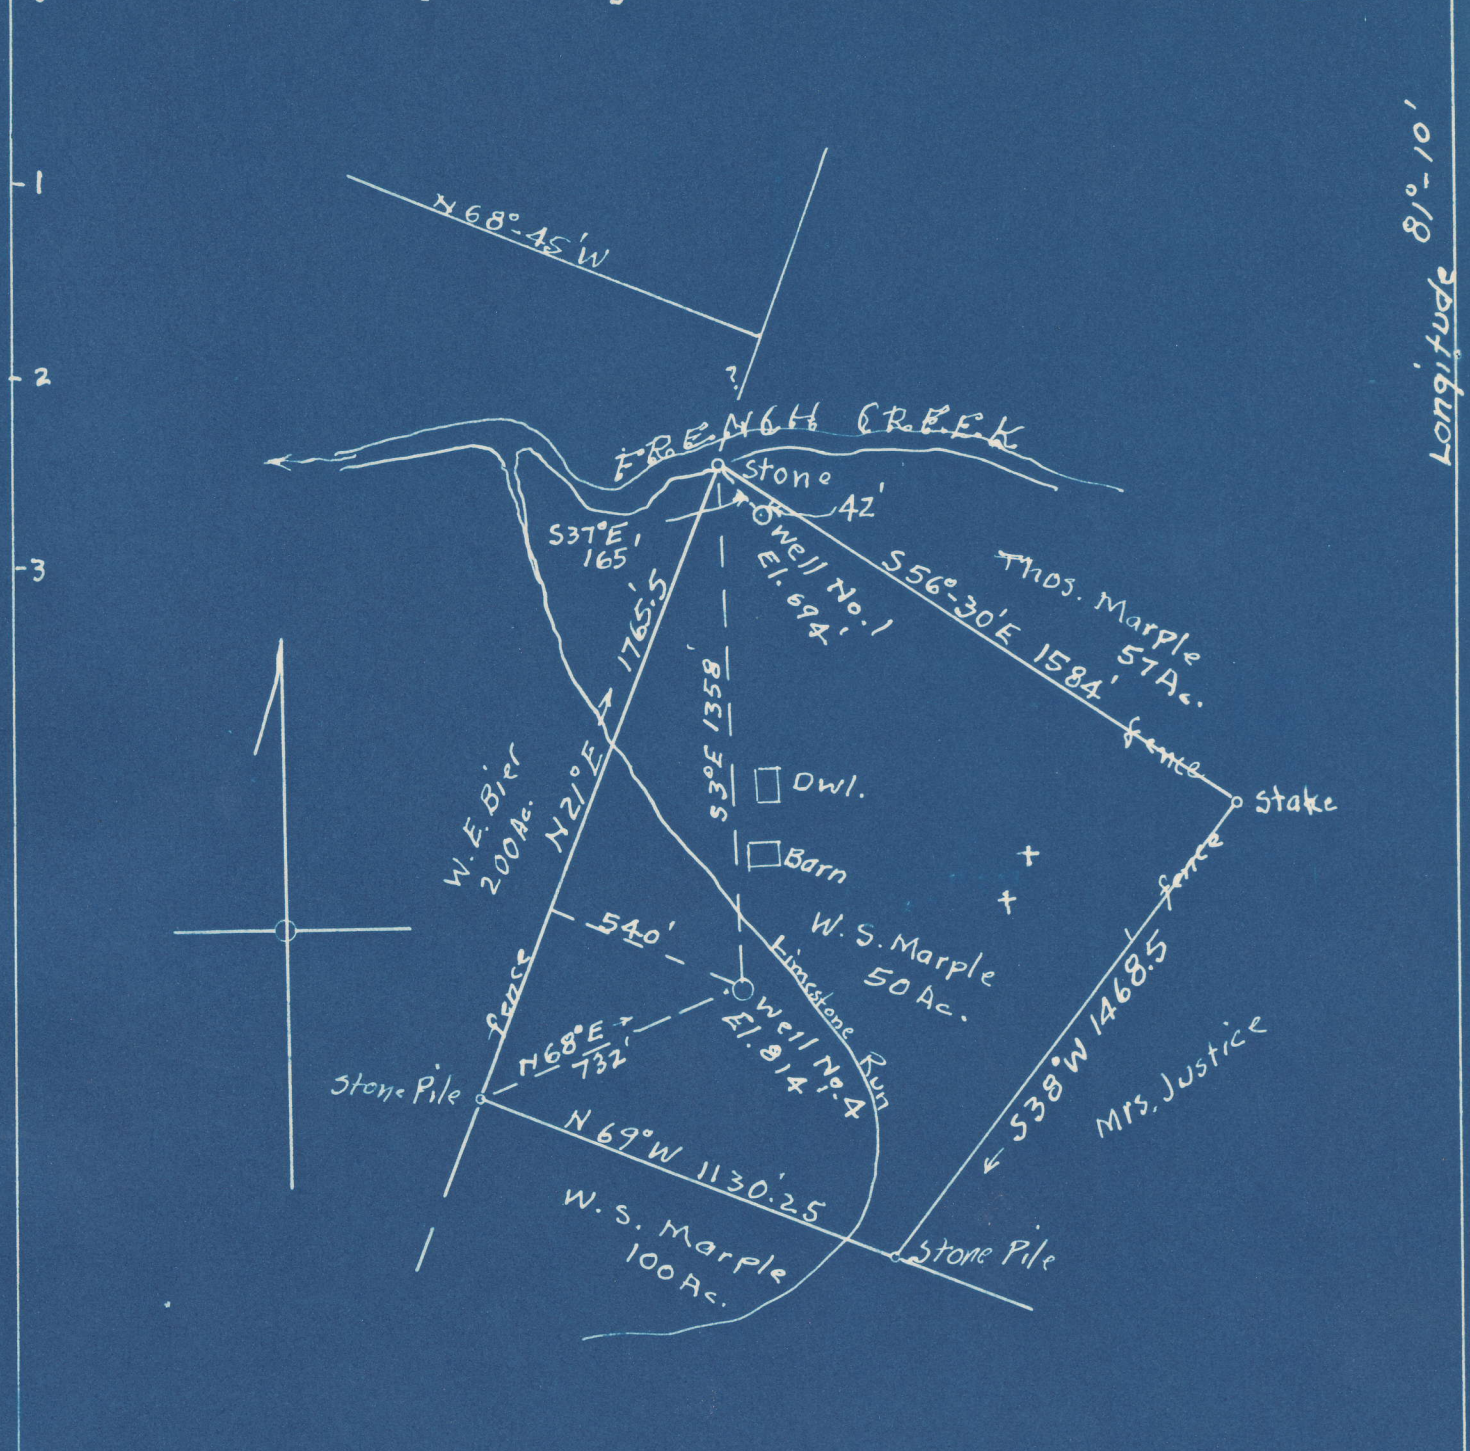 81°-10'
Longitude
1
N 68°-45'W
2
?
FRENCH CREEK
Stone
42'
S37°E
165'
3
Well No. 1
El. 694'
S 56°-30'E 1584'
Thos. Marple
57 Ac.
fence
Stake
fence
N21°E 1765.'5
fence
W. E. Bier
200 Ac.
S3°E 1358'
Dwl.
Barn
W. S. Marple
50 Ac.
540'
Limestone Run
Well No. 4
El. 814'
N68°E
732'
Stone Pile
S38°W 1468.'5
Mrs. Justice
N 69°W 1130.'25
W. S. Marple
100 Ac.
Stone Pile